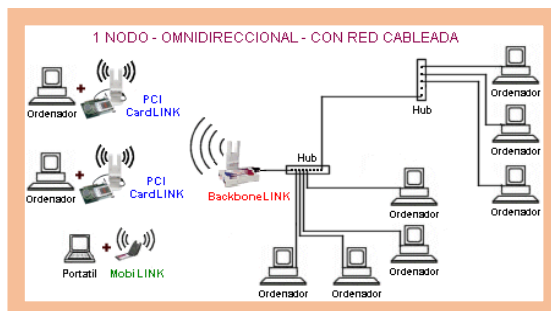 1 NODO - OMNIDIRECCIONAL - CON RED CABLEADA
Ordenador
PCI
CardLINK
Hub
Ordenador
Ordenador
Hub
Ordenador
PCI
CardLINK
BackboneLINK
Ordenador
Ordenador
Portatil
MobiLINK
Ordenador
Ordenador
Ordenador
Ordenador